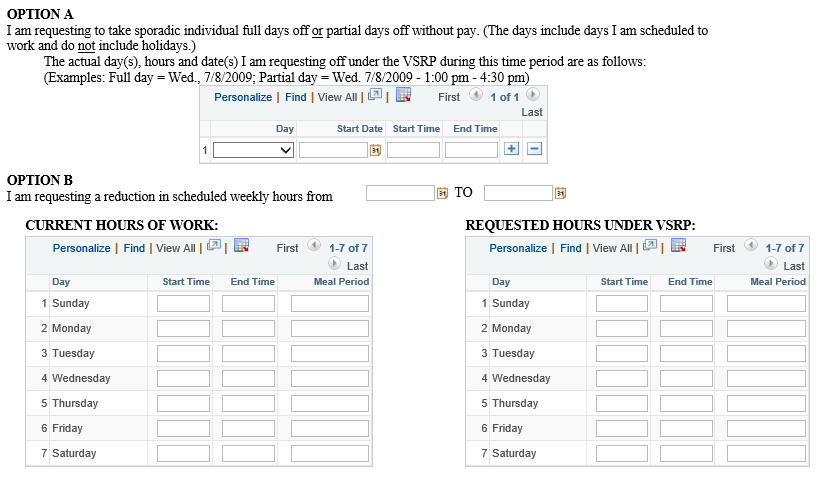 OPTION A
I am requesting to take sporadic individual full days off or partial days off without pay. (The days include days I am scheduled to
work and do not include holidays.)
The actual day(s), hours and date(s) I am requesting off under the VSRP during this time period are as follows:
(Examples: Full day = Wed., 7/8/2009; Partial day = Wed. 7/8/2009 - 1:00 pm - 4:30 pm)
Personalize | Find | View All | | First 1 of 1
Last
Day Start Date Start Time End Time
1 31
OPTION B
I am requesting a reduction in scheduled weekly hours from 31 TO 31
CURRENT HOURS OF WORK:
Personalize | Find | View All | | First 1-7 of 7
Last
Day Start Time End Time Meal Period
1 Sunday
2 Monday
3 Tuesday
4 Wednesday
5 Thursday
6 Friday
7 Saturday
REQUESTED HOURS UNDER VSRP:
Personalize | Find | View All | | First 1-7 of 7
Last
Day Start Time End Time Meal Period
1 Sunday
2 Monday
3 Tuesday
4 Wednesday
5 Thursday
6 Friday
7 Saturday